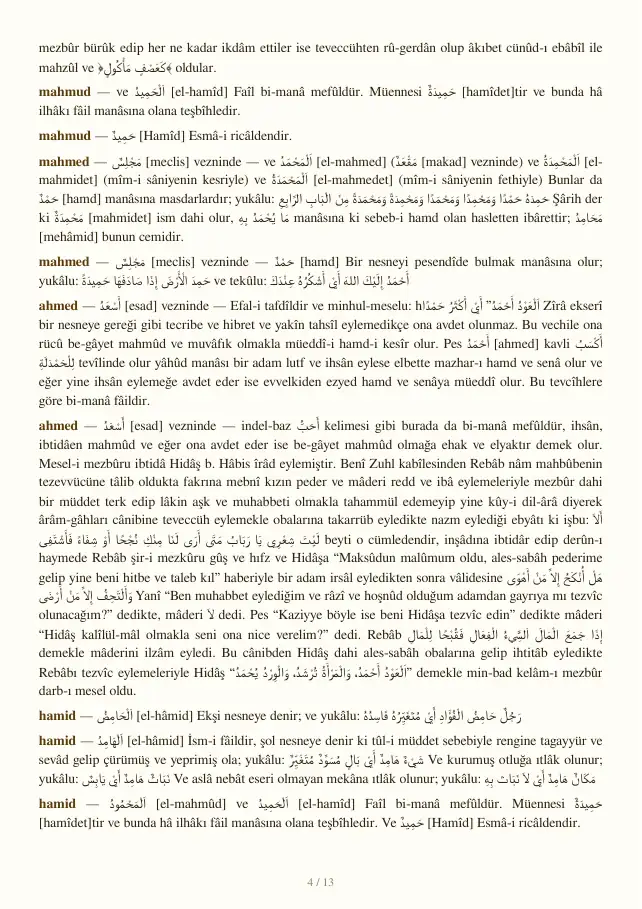 mezbûr bürûk edip her ne kadar ikdâm ettiler ise teveccühten rû-gerdân olup âkıbet cünûd-ı ebâbîl ile
mahzûl ve ﴿كَعَصْفٍ مَأْكُولٍ﴾ oldular.
mahmud — ve اَلْحَمِيدُ [el-hamîd] Faîl bi-manâ mefûldür. Müennesi حَمِيدَةٌ [hamîdet]tir ve bunda hâ
ilhâkı fâil manâsına olana teşbîhledir.
mahmud — حَمِيدٌ [Hamîd] Esmâ-i ricâldendir.
mahmed — مَجْلِسٌ [meclis] vezninde — ve اَلْمَحْمَدُ [el-mahmed] (مَقْعَدٌ [makad] vezninde) ve اَلْمَحْمِدَةُ [el-
mahmidet] (mîm-i sâniyenin kesriyle) ve اَلْمَحْمَدَةُ [el-mahmedet] (mîm-i sâniyenin fethiyle) Bunlar da
حَمْدٌ [hamd] manâsına masdarlardır; yukâlu: حَمِدَهُ حَمْدًا وَمَحْمِدًا وَمَحْمَدًا وَمَحْمِدَةً وَمَحْمَدَةً مِنَ الْبَابِ الرَّابِعِ Şârih der
ki مَحْمِدَةٌ [mahmidet] ism dahi olur, مَا يُحْمَدُ بِهِ manâsına ki sebeb-i hamd olan hasletten ibârettir; مَحَامِدُ
[mehâmid] bunun cemidir.
mahmed — مَجْلِسٌ [meclis] vezninde — حَمْدٌ [hamd] Bir nesneyi pesendîde bulmak manâsına olur;
yukâlu: حَمِدَ الْأَرْضَ إِذَا صَادَفَهَا حَمِيدَةً ve tekûlu: أَحْمَدُ إِلَيْكَ اللهَ أَيْ أَشْكُرُهُ عِنْدَكَ
ahmed — أَسْعَدُ [esad] vezninde — Efal-i tafdîldir ve minhul-meselu: hاَلْعَوْدُ أَحْمَدُ” أَيْ أَكْثَرُ حَمْدًا Zîrâ ekserî
bir nesneye gereği gibi tecribe ve hibret ve yakîn tahsîl eylemedikçe ona avdet olunmaz. Bu vechile ona
rücû be-gâyet mahmûd ve muvâfık olmakla müeddî-i hamd-i kesîr olur. Pes أَحْمَدُ [ahmed] kavli أَكْسَبُ
لِلْحَمْدِلَةِ tevîlinde olur yâhûd manâsı bir adam lutf ve ihsân eylese elbette mazhar-ı hamd ve senâ olur ve
eğer yine ihsân eylemeğe avdet eder ise evvelkiden ezyed hamd ve senâya müeddî olur. Bu tevcîhlere
göre bi-manâ fâildir.
ahmed — أَسْعَدُ [esad] vezninde — indel-baz أَحَبُّ kelimesi gibi burada da bi-manâ mefûldür, ihsân,
ibtidâen mahmûd ve eğer ona avdet eder ise be-gâyet mahmûd olmağa ehak ve elyaktır demek olur.
Mesel-i mezbûru ibtidâ Hidâş b. Hâbis îrâd eylemiştir. Benî Zuhl kabîlesinden Rebâb nâm mahbûbenin
tezevvücüne tâlib oldukta fakrına mebnî kızın peder ve mâderi redd ve ibâ eylemeleriyle mezbûr dahi
bir müddet terk edip lâkin aşk ve muhabbeti olmakla tahammül edemeyip yine kûy-i dil-ârâ diyerek
ârâm-gâhları cânibine teveccüh eylemekle obalarına takarrüb eyledikte nazm eylediği ebyâtı ki işbu: أَلاَ
لَيْتَ شِعْرِي يَا رَبَابُ مَتَى أَرَى لَنَا مِنْكِ نُجْحًا أَوْ شِفَاءً فَأَشْتَفِى beyti o cümledendir, inşâdına ibtidâr edip derûn-ı
haymede Rebâb şir-i mezkûru gûş ve hıfz ve Hidâşa “Maksûdun malûmum oldu, ales-sabâh pederime
gelip yine beni hitbe ve taleb kıl” haberiyle bir adam irsâl eyledikten sonra vâlidesine هَلْ أُنْكَحُ إِلاَّ مَنْ أَهْوَى
وَأَلْتَحِفُ إِلاَّ مَنْ أَرْضَى Yanî “Ben muhabbet eylediğim ve râzî ve hoşnûd olduğum adamdan gayrıya mı tezvîc
olunacağım?” dedikte, mâderi لاَ dedi. Pes “Kaziyye böyle ise beni Hidâşa tezvîc edin” dedikte mâderi
“Hidâş kalîlül-mâl olmakla seni ona nice verelim?” dedi. Rebâb إِذَا جَمَعَ الْمَالَ اَلسَّيِّءُ الْفِعَالِ فَقُبْحًا لِلْمَالِ
demekle mâderini ilzâm eyledi. Bu cânibden Hidâş dahi ales-sabâh obalarına gelip ihtitâb eyledikte
Rebâbı tezvîc eylemeleriyle Hidâş “اَلْعَوْدُ أَحْمَدُ، وَالْمَرْأَةُ تُرْشَدُ، وَالْوِرْدُ يُحْمَدُ” demekle min-bad kelâm-ı mezbûr
darb-ı mesel oldu.
hamid — اَلْحَامِضُ [el-hâmid] Ekşi nesneye denir; ve yukâlu: رَجُلٌ حَامِضُ الْفُؤَادِ أَيْ مُتَغَيِّرُهُ فَاسِدُهُ
hamid — اَلْهَامِدُ [el-hâmid] İsm-i fâildir, şol nesneye denir ki tûl-i müddet sebebiyle rengine tagayyür ve
sevâd gelip çürümüş ve yeprimiş ola; yukâlu: شَيْءٌ هَامِدٌ أَيْ بَالٍ مُسْوَدٌّ مُتَغَيِّرٌ Ve kurumuş otluğa ıtlâk olunur;
yukâlu: نَبَاتٌ هَامِدٌ أَيْ يَابِسٌ Ve aslâ nebât eseri olmayan mekâna ıtlâk olunur; yukâlu: مَكَانٌ هَامِدٌ أَيْ لاَ نَبَاتَ بِهِ
hamid — اَلْمَحْمُودُ [el-mahmûd] ve اَلْحَمِيدُ [el-hamîd] Faîl bi-manâ mefûldür. Müennesi حَمِيدَةٌ
[hamîdet]tir ve bunda hâ ilhâkı fâil manâsına olana teşbîhledir. Ve حَمِيدٌ [Hamîd] Esmâ-i ricâldendir.
4 / 13